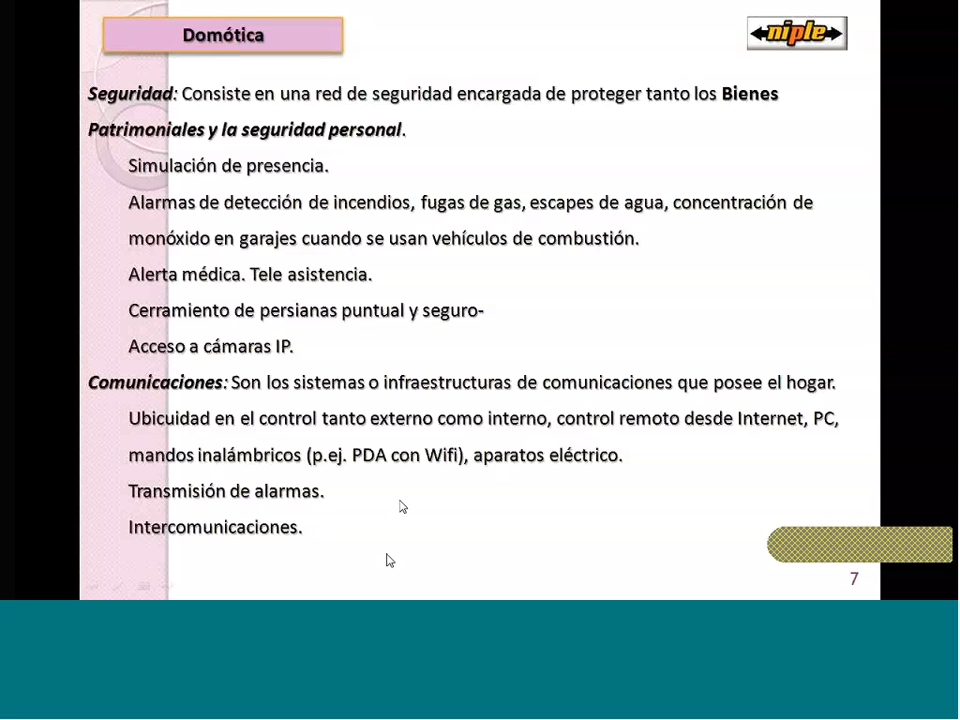 Domótica
niple
Seguridad: Consiste en una red de seguridad encargada de proteger tanto los Bienes
Patrimoniales y la seguridad personal.
Simulación de presencia.
Alarmas de detección de incendios, fugas de gas, escapes de agua, concentración de
monóxido en garajes cuando se usan vehículos de combustión.
Alerta médica. Tele asistencia.
Cerramiento de persianas puntual y seguro-
Acceso a cámaras IP.
Comunicaciones: Son los sistemas o infraestructuras de comunicaciones que posee el hogar.
Ubicuidad en el control tanto externo como interno, control remoto desde Internet, PC,
mandos inalámbricos (p.ej. PDA con Wifi), aparatos eléctrico.
Transmisión de alarmas.
Intercomunicaciones.
7